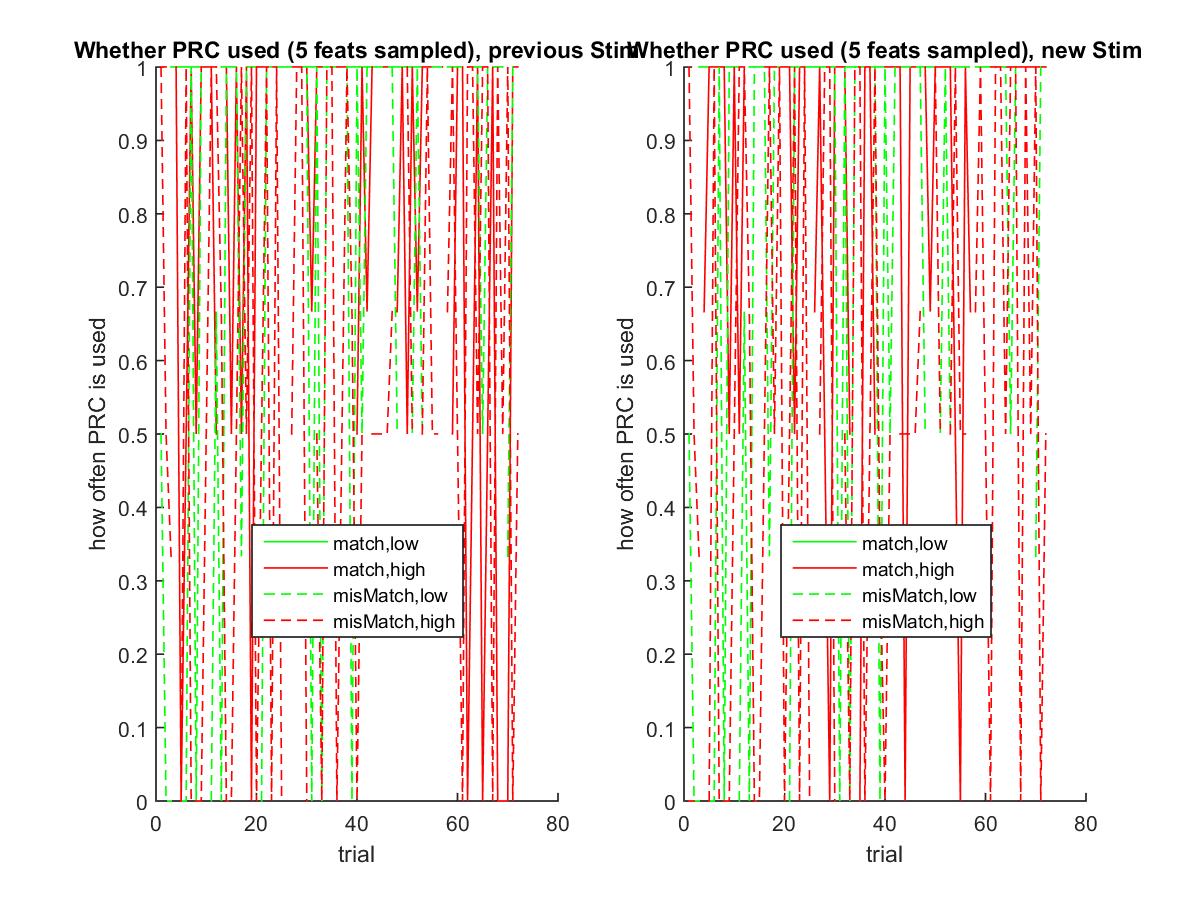 Whether PRC used (5 feats sampled), previous Stim
Whether PRC used (5 feats sampled), new Stim
how often PRC is used
1
0.9
0.8
0.7
0.6
0.5
0.4
0.3
0.2
0.1
0
match,low
match,high
misMatch,low
misMatch,high
0 20 40 60 80
trial
how often PRC is used
1
0.9
0.8
0.7
0.6
0.5
0.4
0.3
0.2
0.1
0
match,low
match,high
misMatch,low
misMatch,high
0 20 40 60 80
trial